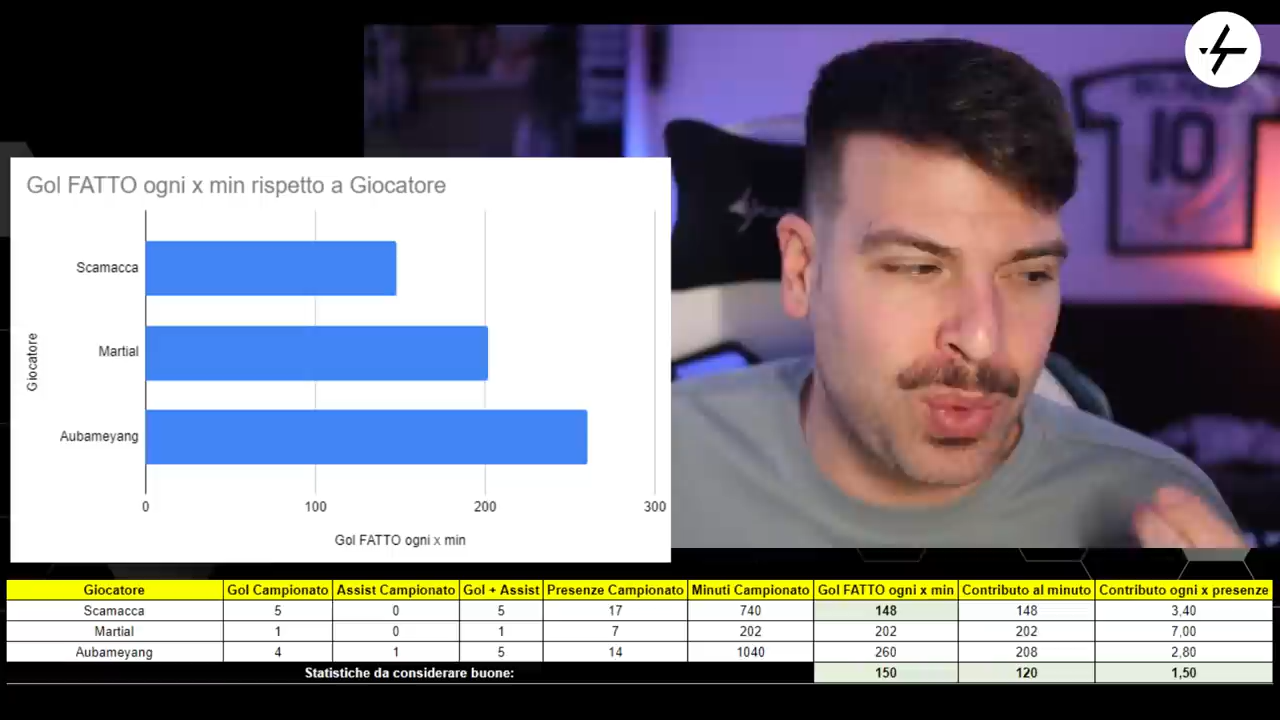 10
Gol FATTO ogni x min rispetto a Giocatore
Giocatore
Scamacca
Martial
Aubameyang
0 100 200 300
Gol FATTO ogni x min
Giocatore Gol Campionato Assist Campionato Gol + Assist Presenze Campionato Minuti Campionato Gol FATTO ogni x min Contributo al minuto Contributo ogni x presenze
Scamacca 5 0 5 17 740 148 148 3,40
Martial 1 0 1 7 202 202 202 7,00
Aubameyang 4 1 5 14 1040 260 208 2,80
Statistiche da considerare buone: 150 120 1,50